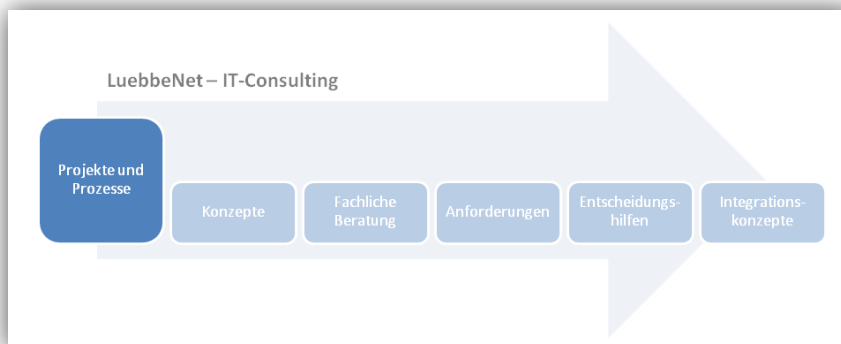 LuebbeNet – IT-Consulting
Projekte und
Prozesse
Konzepte
Fachliche
Beratung
Anforderungen
Entscheidungs-
hilfen
Integrations-
konzepte